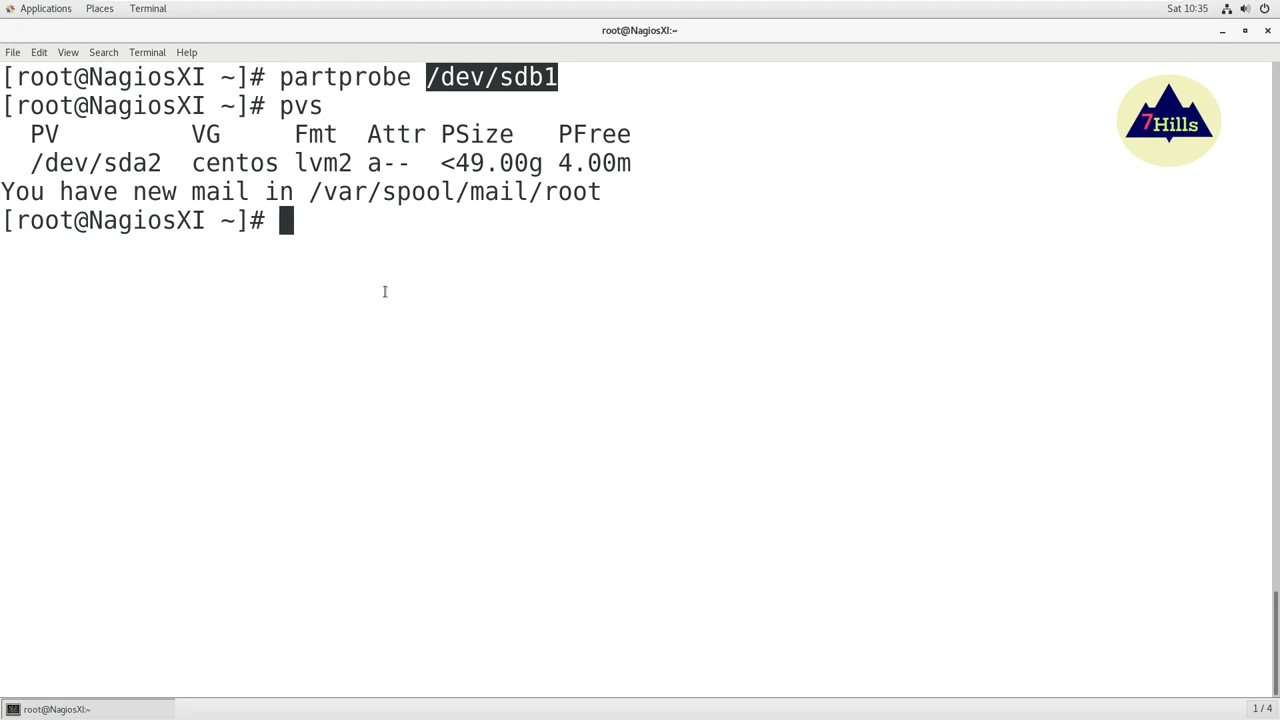 Applications Places Terminal Sat 10:35
root@NagiosXI:~
File Edit View Search Terminal Help
[root@NagiosXI ~]# partprobe /dev/sdb1
[root@NagiosXI ~]# pvs
PV VG Fmt Attr PSize PFree
/dev/sda2 centos lvm2 a-- <49.00g 4.00m
You have new mail in /var/spool/mail/root
[root@NagiosXI ~]#
7Hills
root@NagiosXI:~ 1 / 4